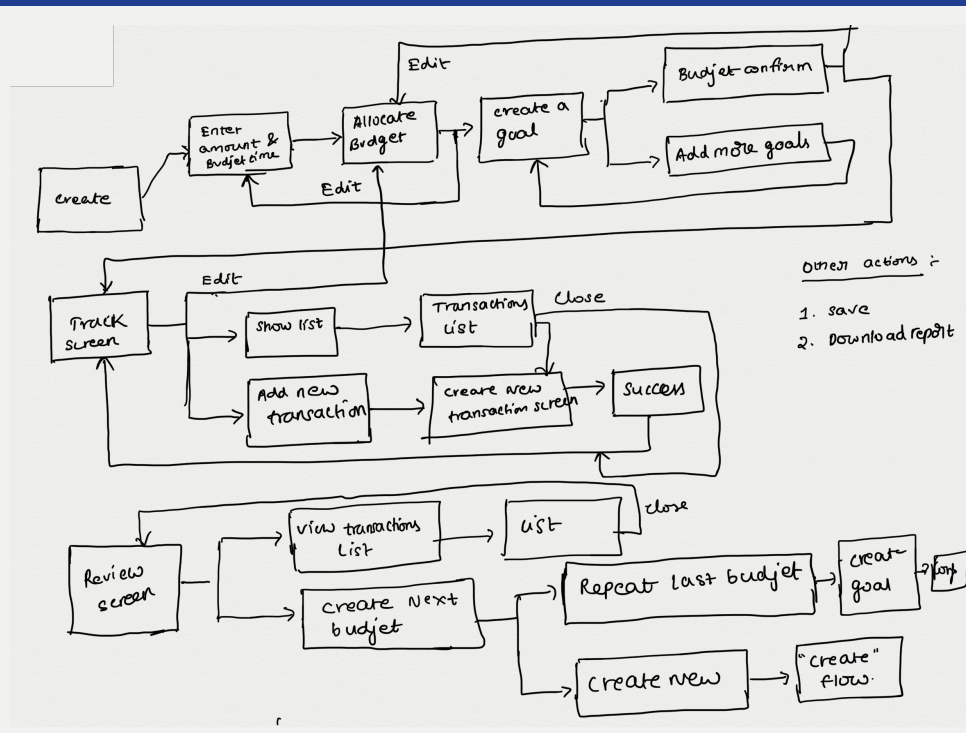 Edit
Budjet confirm
create a
goal
Allocate
Brdget
Enter
amount &
Budjet time
Add more goals
create
Edit
Other actions :-
1. save
2. Download report
Edit
Track
screen
show list
Transactions
List
Close
Add new
transaction
create new
transaction screen
success
close
View transactions
List
List
Review
screen
create Next
budjet
Repeat last budjet
create
goal
create new
"create"
flow.